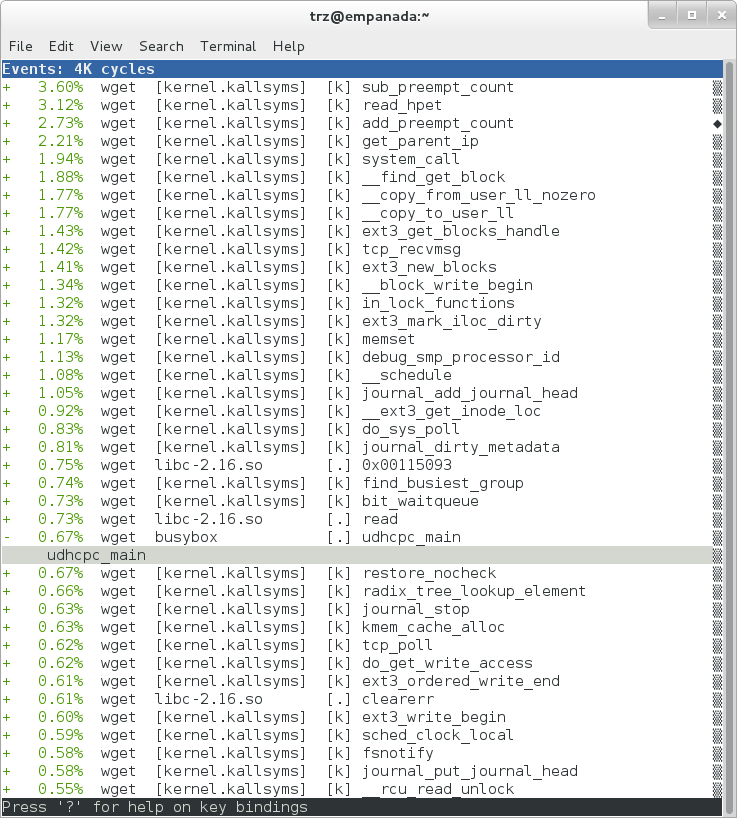 trz@empanada:~
File Edit View Search Terminal Help
Events: 4K cycles
+ 3.60% wget [kernel.kallsyms] [k] sub_preempt_count
+ 3.12% wget [kernel.kallsyms] [k] read_hpet
+ 2.73% wget [kernel.kallsyms] [k] add_preempt_count
+ 2.21% wget [kernel.kallsyms] [k] get_parent_ip
+ 1.94% wget [kernel.kallsyms] [k] system_call
+ 1.88% wget [kernel.kallsyms] [k] __find_get_block
+ 1.77% wget [kernel.kallsyms] [k] __copy_from_user_ll_nozero
+ 1.77% wget [kernel.kallsyms] [k] __copy_to_user_ll
+ 1.43% wget [kernel.kallsyms] [k] ext3_get_blocks_handle
+ 1.42% wget [kernel.kallsyms] [k] tcp_recvmsg
+ 1.41% wget [kernel.kallsyms] [k] ext3_new_blocks
+ 1.34% wget [kernel.kallsyms] [k] __block_write_begin
+ 1.32% wget [kernel.kallsyms] [k] in_lock_functions
+ 1.32% wget [kernel.kallsyms] [k] ext3_mark_iloc_dirty
+ 1.17% wget [kernel.kallsyms] [k] memset
+ 1.13% wget [kernel.kallsyms] [k] debug_smp_processor_id
+ 1.08% wget [kernel.kallsyms] [k] __schedule
+ 1.05% wget [kernel.kallsyms] [k] journal_add_journal_head
+ 0.92% wget [kernel.kallsyms] [k] __ext3_get_inode_loc
+ 0.83% wget [kernel.kallsyms] [k] do_sys_poll
+ 0.81% wget [kernel.kallsyms] [k] journal_dirty_metadata
+ 0.75% wget libc-2.16.so [.] 0x00115093
+ 0.74% wget [kernel.kallsyms] [k] find_busiest_group
+ 0.73% wget [kernel.kallsyms] [k] bit_waitqueue
+ 0.73% wget libc-2.16.so [.] read
- 0.67% wget busybox [.] udhcpc_main
udhcpc_main
+ 0.67% wget [kernel.kallsyms] [k] restore_nocheck
+ 0.66% wget [kernel.kallsyms] [k] radix_tree_lookup_element
+ 0.63% wget [kernel.kallsyms] [k] journal_stop
+ 0.63% wget [kernel.kallsyms] [k] kmem_cache_alloc
+ 0.62% wget [kernel.kallsyms] [k] tcp_poll
+ 0.62% wget [kernel.kallsyms] [k] do_get_write_access
+ 0.61% wget [kernel.kallsyms] [k] ext3_ordered_write_end
+ 0.61% wget libc-2.16.so [.] clearerr
+ 0.60% wget [kernel.kallsyms] [k] ext3_write_begin
+ 0.59% wget [kernel.kallsyms] [k] sched_clock_local
+ 0.58% wget [kernel.kallsyms] [k] fsnotify
+ 0.58% wget [kernel.kallsyms] [k] journal_put_journal_head
+ 0.55% wget [kernel.kallsyms] [k] __rcu_read_unlock
Press '?' for help on key bindings